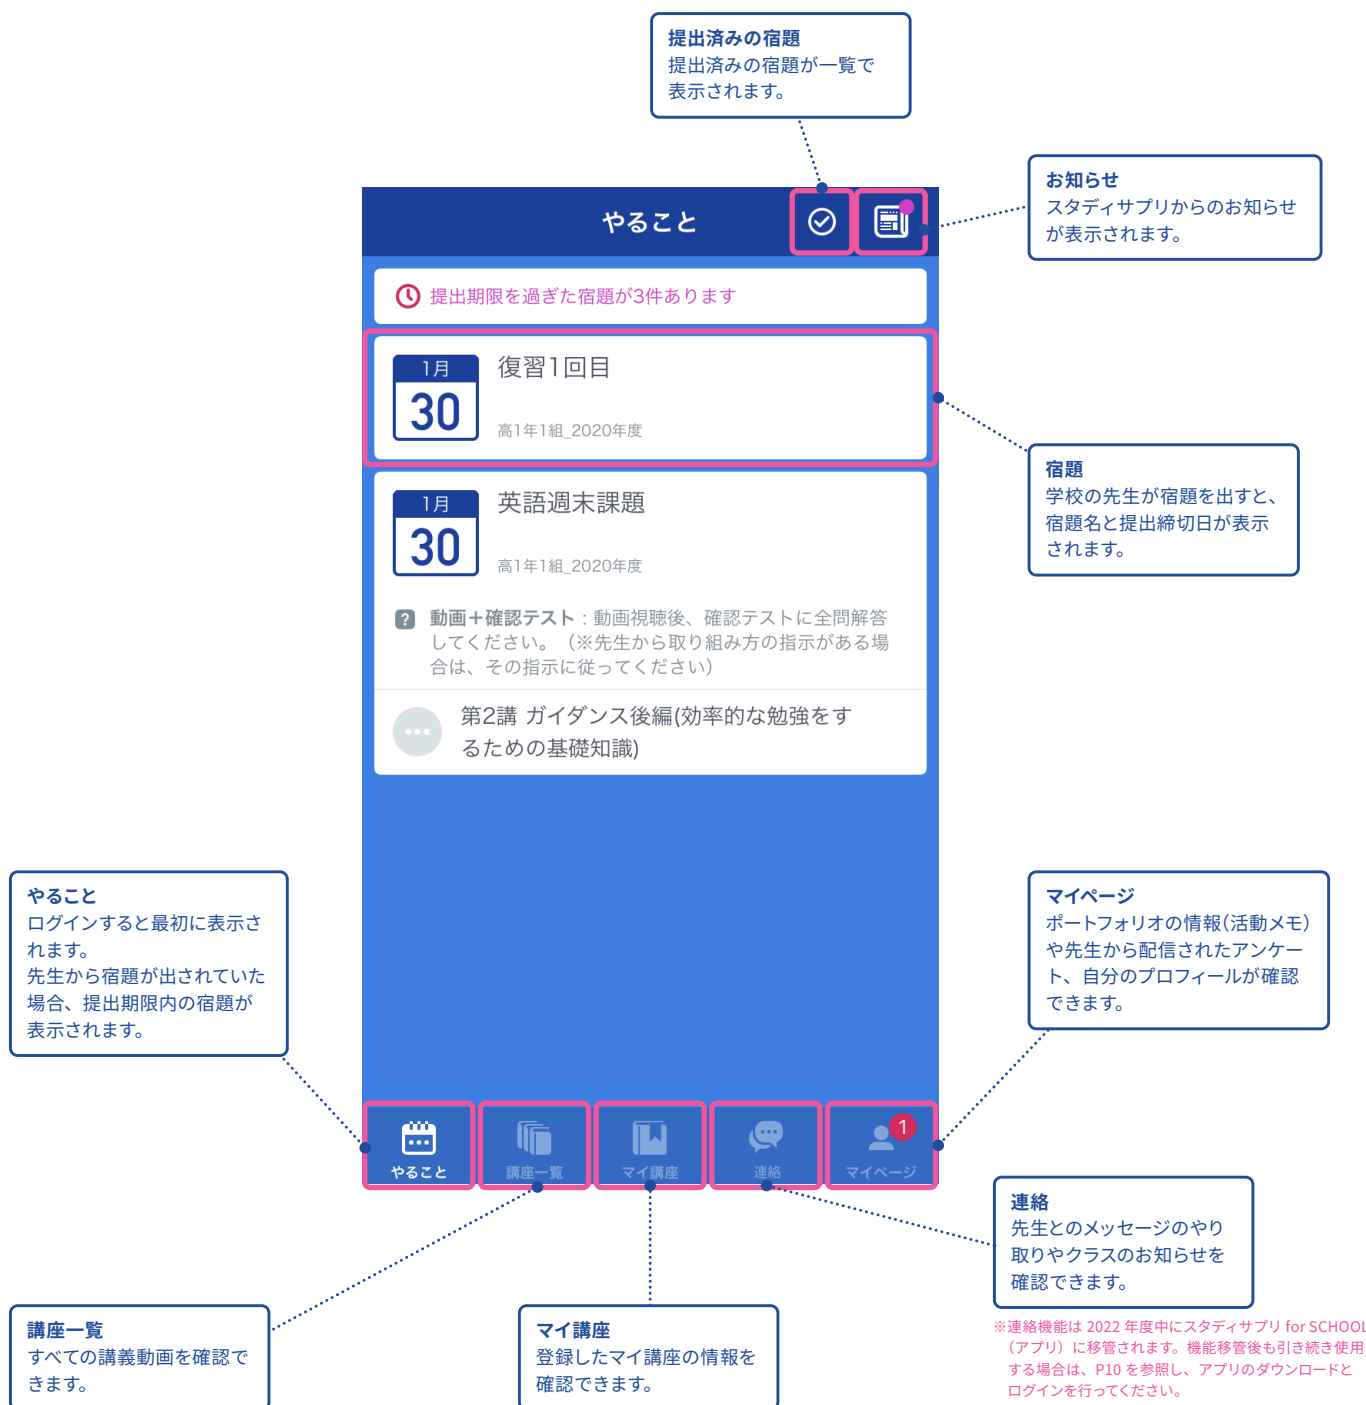 提出済みの宿題
提出済みの宿題が一覧で
表示されます。
お知らせ
スタディサプリからのお知らせ
が表示されます。
やること
提出期限を過ぎた宿題が3件あります
1月
30
復習1回目
高1年1組_2020年度
宿題
学校の先生が宿題を出すと、
宿題名と提出締切日が表示
されます。
1月
30
英語週末課題
高1年1組_2020年度
? 動画＋確認テスト：動画視聴後、確認テストに全問解答
してください。（※先生から取り組み方の指示がある場
合は、その指示に従ってください）
第2講 ガイダンス後編(効率的な勉強をす
るための基礎知識)
やること
ログインすると最初に表示さ
れます。
先生から宿題が出されていた
場合、提出期限内の宿題が
表示されます。
マイページ
ポートフォリオの情報（活動メモ）
や先生から配信されたアンケー
ト、自分のプロフィールが確認
できます。
1
やること 講座一覧 マイ講座 連絡 マイページ
連絡
先生とのメッセージのやり
取りやクラスのお知らせを
確認できます。
※連絡機能は 2022 年度中にスタディサプリ for SCHOOL
（アプリ）に移管されます。機能移管後も引き続き使用
する場合は、P10 を参照し、アプリのダウンロードと
ログインを行ってください。
講座一覧
すべての講義動画を確認で
きます。
マイ講座
登録したマイ講座の情報を
確認できます。